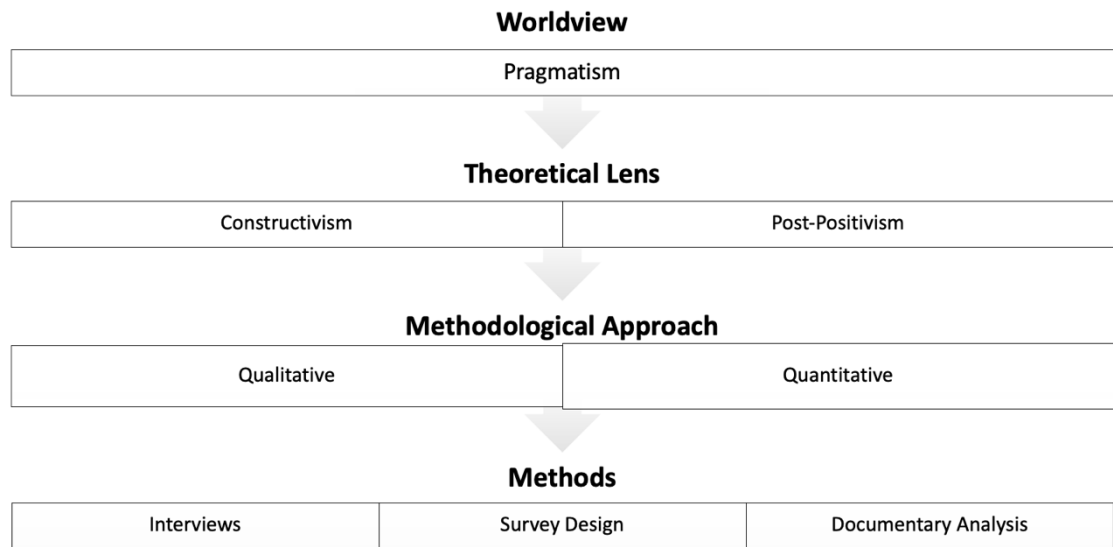 Worldview
Pragmatism
Theoretical Lens
Constructivism
Post-Positivism
Methodological Approach
Qualitative
Quantitative
Methods
Interviews
Survey Design
Documentary Analysis